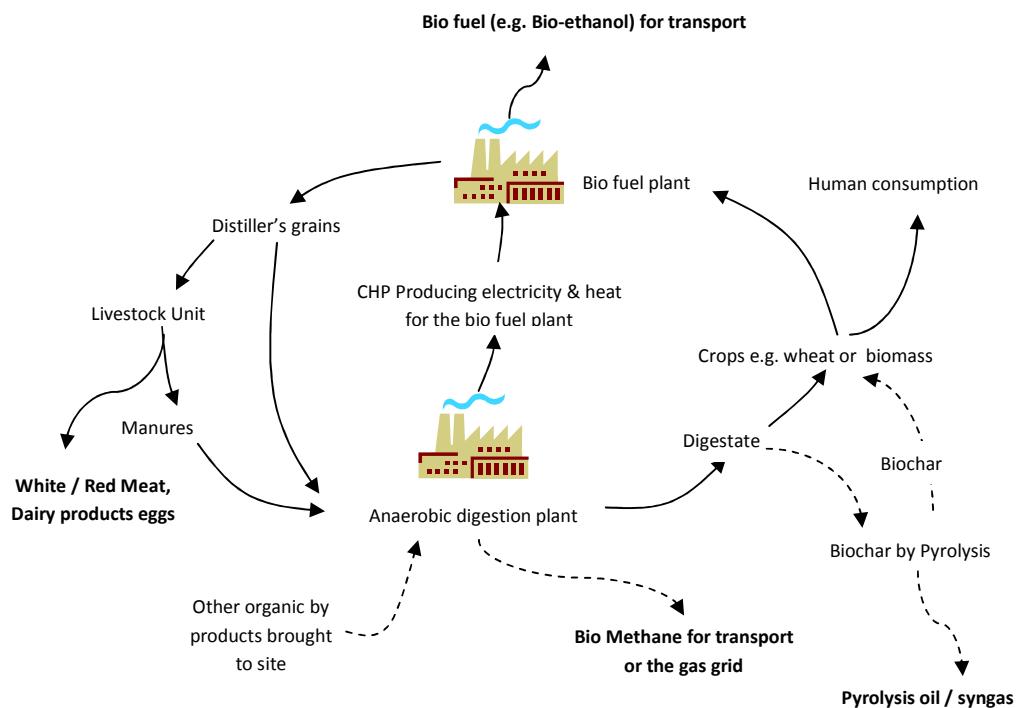 Bio fuel (e.g. Bio-ethanol) for transport
Bio fuel plant
Human consumption
Distiller's grains
CHP Producing electricity & heat
for the bio fuel plant
Livestock Unit
Crops e.g. wheat or biomass
Manures
Digestate
Biochar
White / Red Meat,
Dairy products eggs
Anaerobic digestion plant
Biochar by Pyrolysis
Other organic by
products brought
to site
Bio Methane for transport
or the gas grid
Pyrolysis oil / syngas